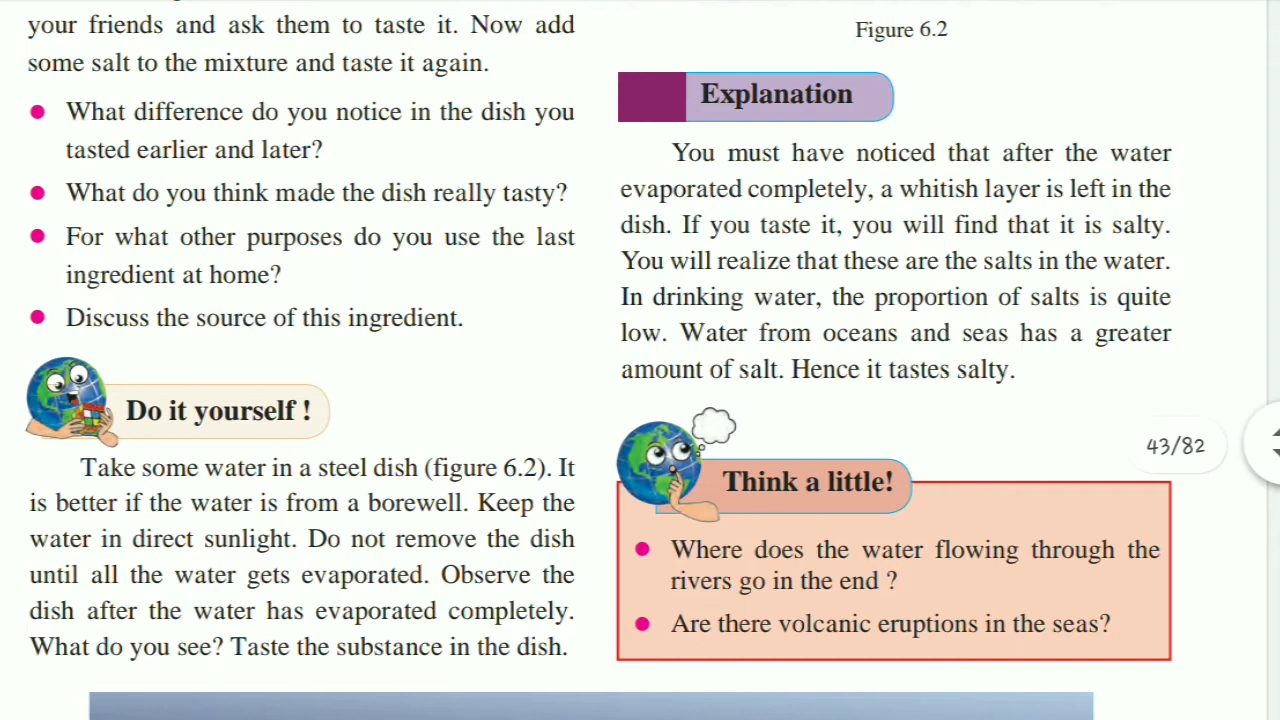 your friends and ask them to taste it. Now add
some salt to the mixture and taste it again.
What difference do you notice in the dish you
tasted earlier and later?
What do you think made the dish really tasty?
For what other purposes do you use the last
ingredient at home?
Discuss the source of this ingredient.
Do it yourself !
Take some water in a steel dish (figure 6.2). It
is better if the water is from a borewell. Keep the
water in direct sunlight. Do not remove the dish
until all the water gets evaporated. Observe the
dish after the water has evaporated completely.
What do you see? Taste the substance in the dish.
Figure 6.2
Explanation
You must have noticed that after the water
evaporated completely, a whitish layer is left in the
dish. If you taste it, you will find that it is salty.
You will realize that these are the salts in the water.
In drinking water, the proportion of salts is quite
low. Water from oceans and seas has a greater
amount of salt. Hence it tastes salty.
43/82
Think a little!
Where does the water flowing through the
rivers go in the end ?
Are there volcanic eruptions in the seas?